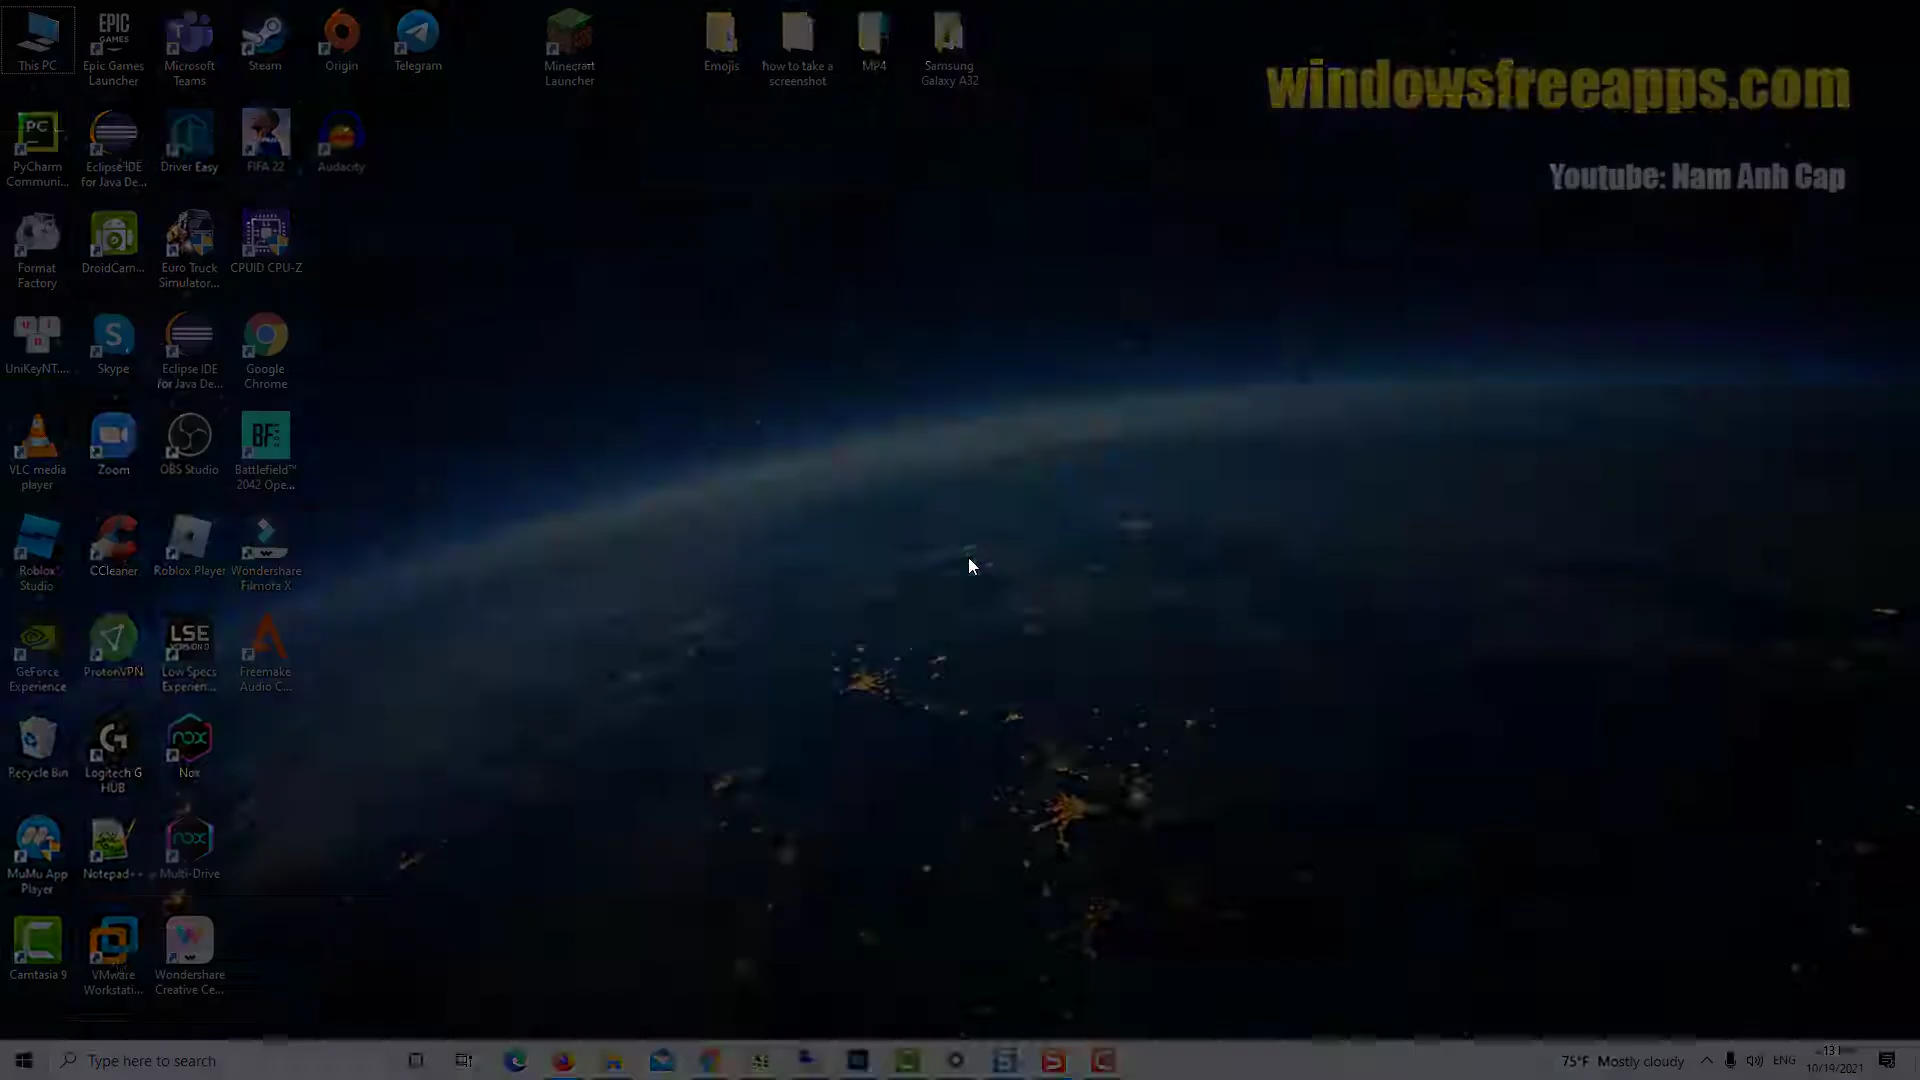 This PC
EPIC
GAMES
Epic Games
Launcher
Microsoft
Teams
Steam
Origin
Telegram
Minecraft
Launcher
Emojis
how to take a
screenshot
MP4
Samsung
Galaxy A32
windowsfreeapps.com
Youtube: Nam Anh Cap
PC
PyCharm
Communi...
Eclipse IDE
for Java De...
Driver Easy
FIFA 22
Audacity
Format
Factory
DroidCam...
Euro Truck
Simulator...
CPUID CPU-Z
UniKeyNT....
Skype
Eclipse IDE
for Java De...
Google
Chrome
VLC media
player
Zoom
OBS Studio
BF
Battlefield™
2042 Ope...
Roblox
Studio
CCleaner
Roblox Player
Wondershare
Filmora X
GeForce
Experience
ProtonVPN
LSE
Low Specs
Experien...
Freemake
Audio C...
Recycle Bin
Logitech G
HUB
nox
Nox
MuMu App
Player
Notepad++
nox
Multi-Drive
Camtasia 9
VMware
Workstati...
Wondershare
Creative Ce...
Type here to search
75°F Mostly cloudy
ENG
10/19/2021